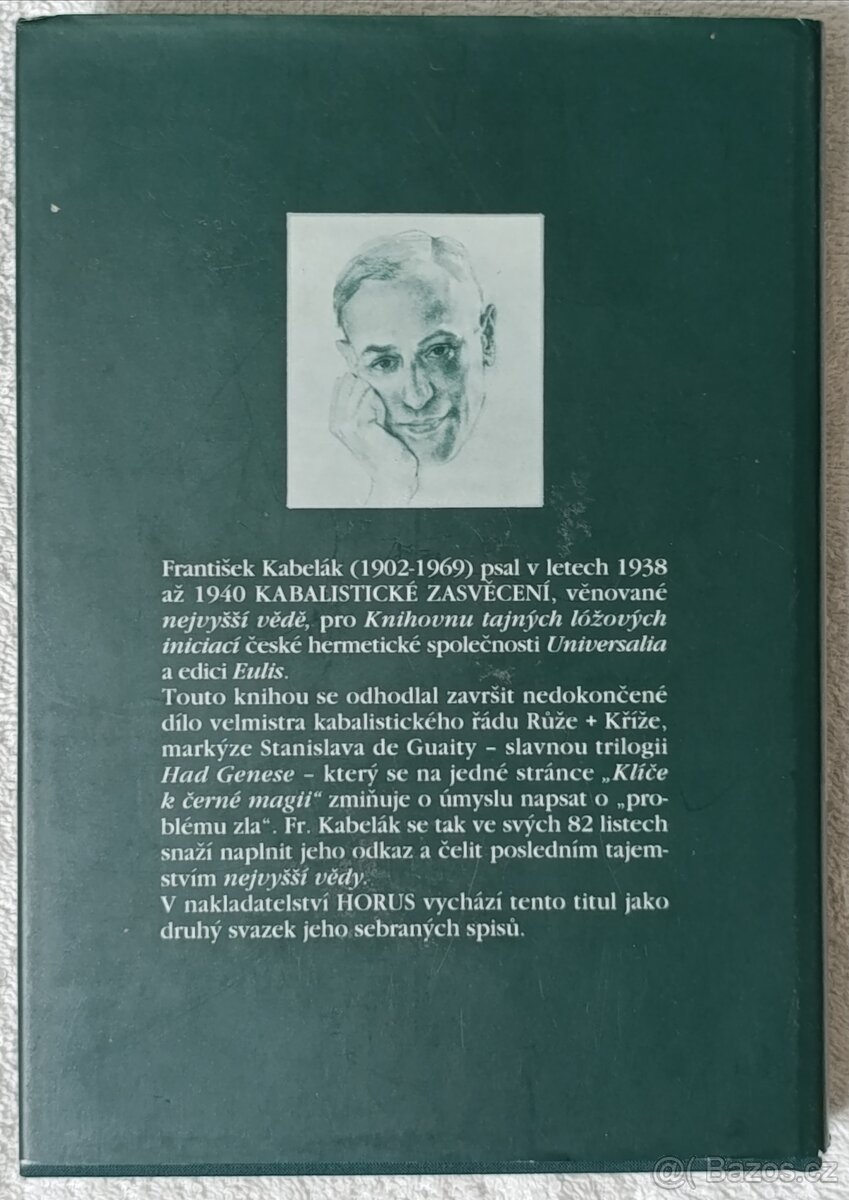 František Kabelák (1902-1969) psal v letech 1938
až 1940 KABALISTICKÉ ZASVĚCENÍ, věnované
nejvyšší vědě, pro Knihovnu tajných lóžových
iniciací české hermetické společnosti Universalia
a edici Eulis.
Touto knihou se odhodlal završit nedokončené
dílo velmistra kabalistického řádu Růže + Kříže,
markýze Stanislava de Guaity – slavnou trilogii
Had Genese – který se na jedné stránce „Klíče
k černé magii“ zmiňuje o úmyslu napsat o „pro-
blému zla“. Fr. Kabelák se tak ve svých 82 listech
snaží naplnit jeho odkaz a čelit posledním tajem-
stvím nejvyšší vědy.
V nakladatelství HORUS vychází tento titul jako
druhý svazek jeho sebraných spisů.
@ Bazos.cz